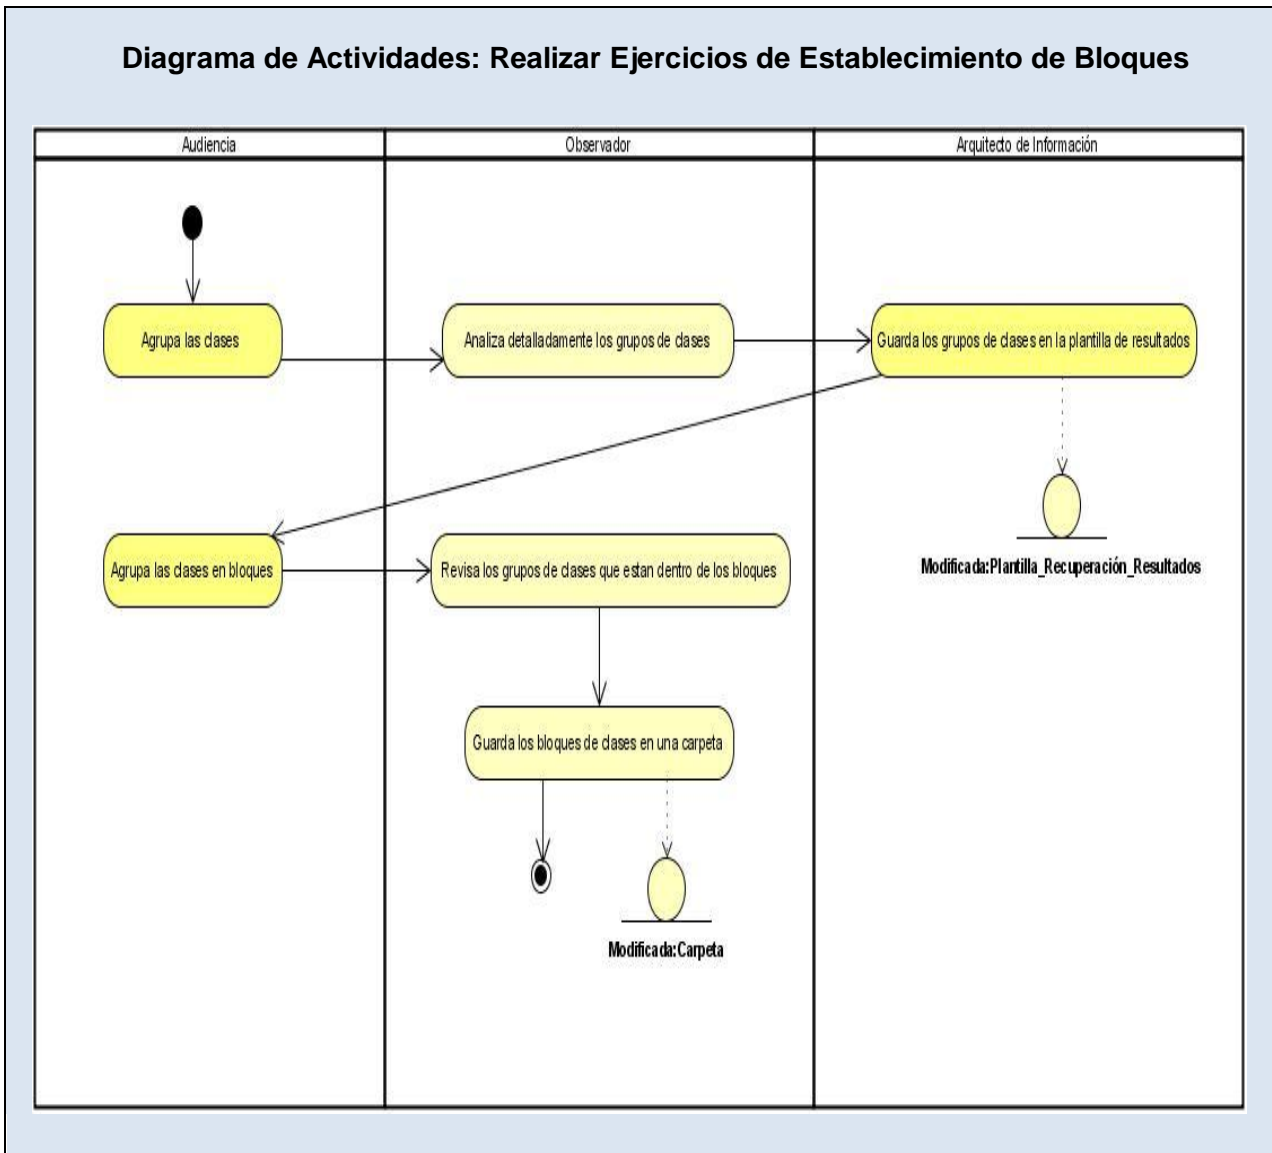 Diagrama de Actividades: Realizar Ejercicios de Establecimiento de Bloques
Audiencia
Observador
Arquitecto de Información
Agrupa las clases
Analiza detalladamente los grupos de clases
Guarda los grupos de clases en la plantilla de resultados
Modificada:Plantilla_Recuperación_Resultados
Agrupa las clases en bloques
Revisa los grupos de clases que estan dentro de los bloques
Guarda los bloques de clases en una carpeta
Modificada:Carpeta